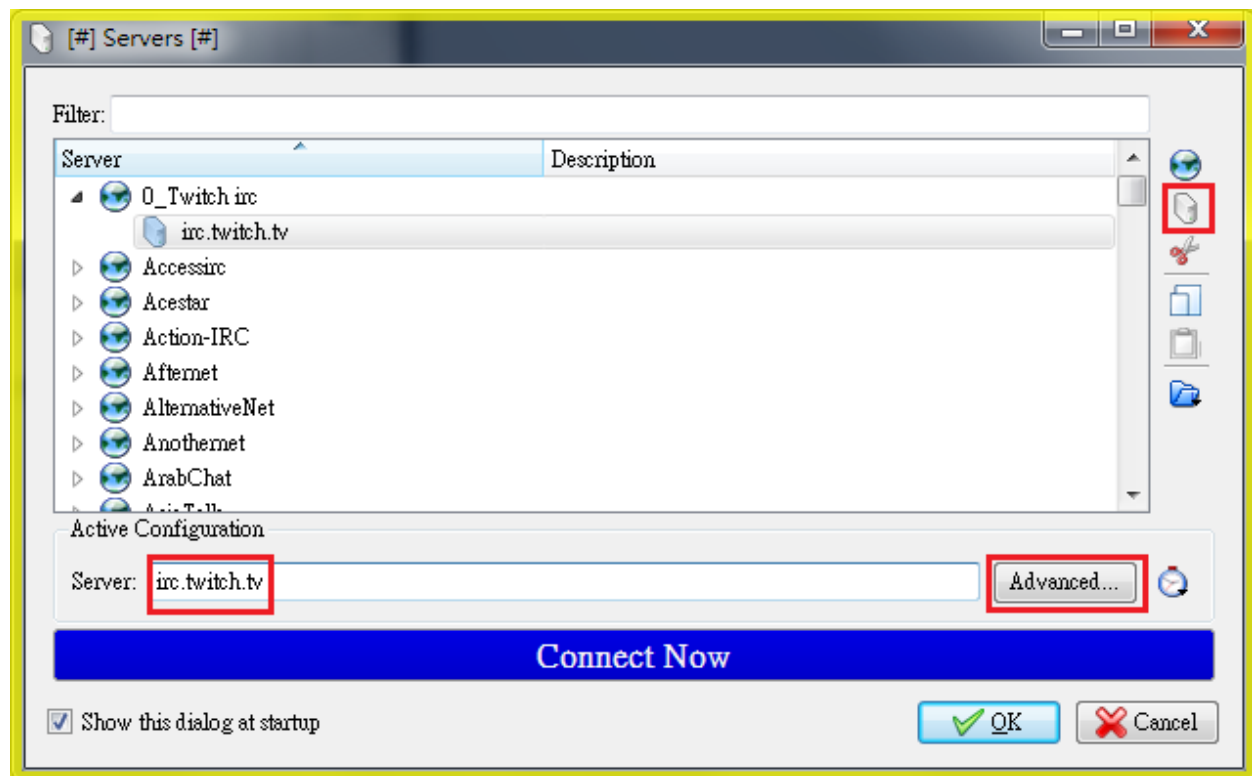 [#] Servers [#]
Filter:
Server Description
0_Twitch irc
irc.twitch.tv
Accessirc
Acestar
Action-IRC
Afternet
AlternativeNet
Anothernet
ArabChat
Active Configuration
Server: irc.twitch.tv Advanced...
Connect Now
Show this dialog at startup OK Cancel